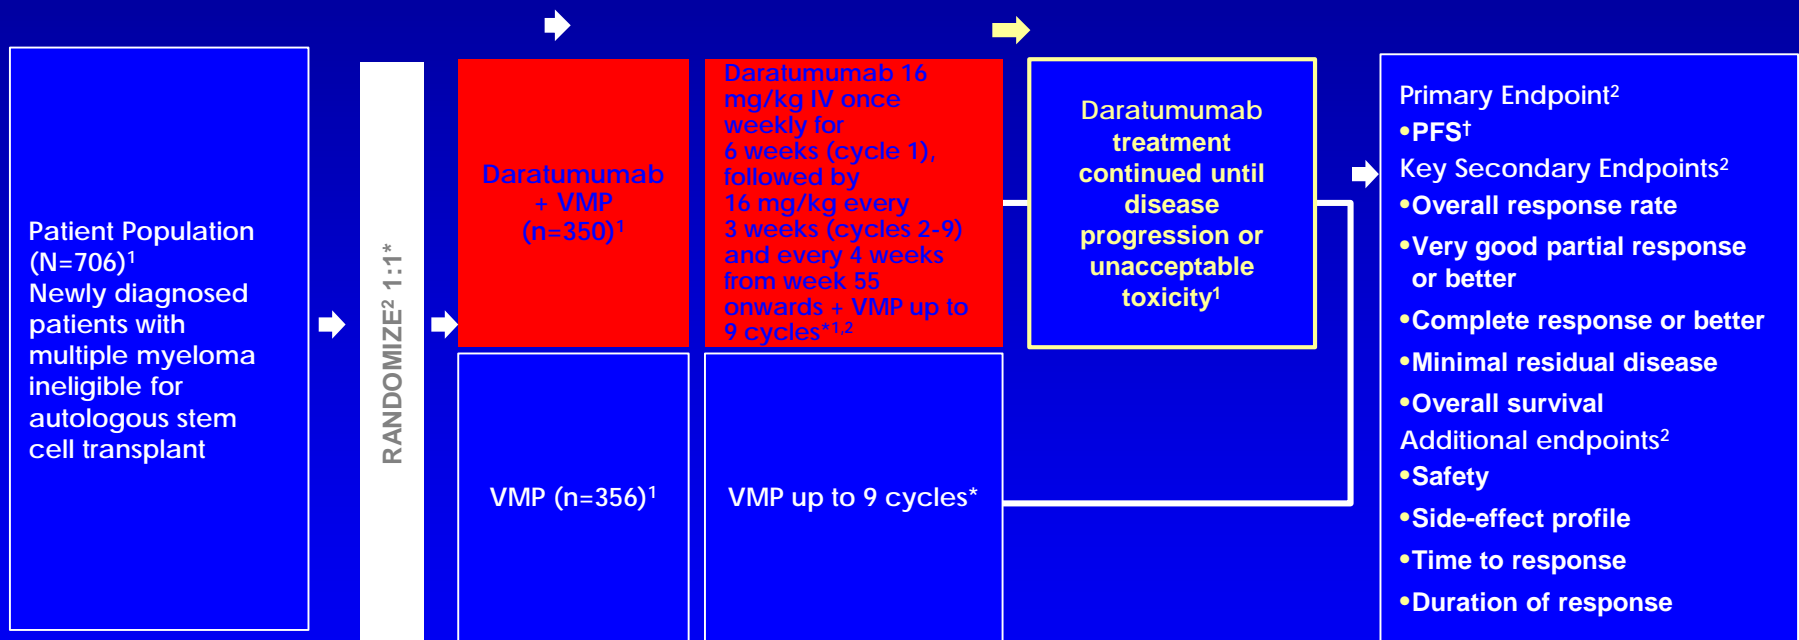 Patient Population
(N=706)1
Newly diagnosed
patients with
multiple myeloma
ineligible for
autologous stem
cell transplant
RANDOMIZE2 1:1*
Daratumumab
+ VMP
(n=350)1
Daratumumab 16
mg/kg IV once
weekly for
6 weeks (cycle 1),
followed by
16 mg/kg every
3 weeks (cycles 2-9)
and every 4 weeks
from week 55
onwards + VMP up to
9 cycles*1,2
Daratumumab
treatment
continued until
disease
progression or
unacceptable
toxicity1
VMP (n=356)1
VMP up to 9 cycles*
Primary Endpoint2
•PFS†
Key Secondary Endpoints2
•Overall response rate
•Very good partial response
or better
•Complete response or better
•Minimal residual disease
•Overall survival
Additional endpoints2
•Safety
•Side-effect profile
•Time to response
•Duration of response